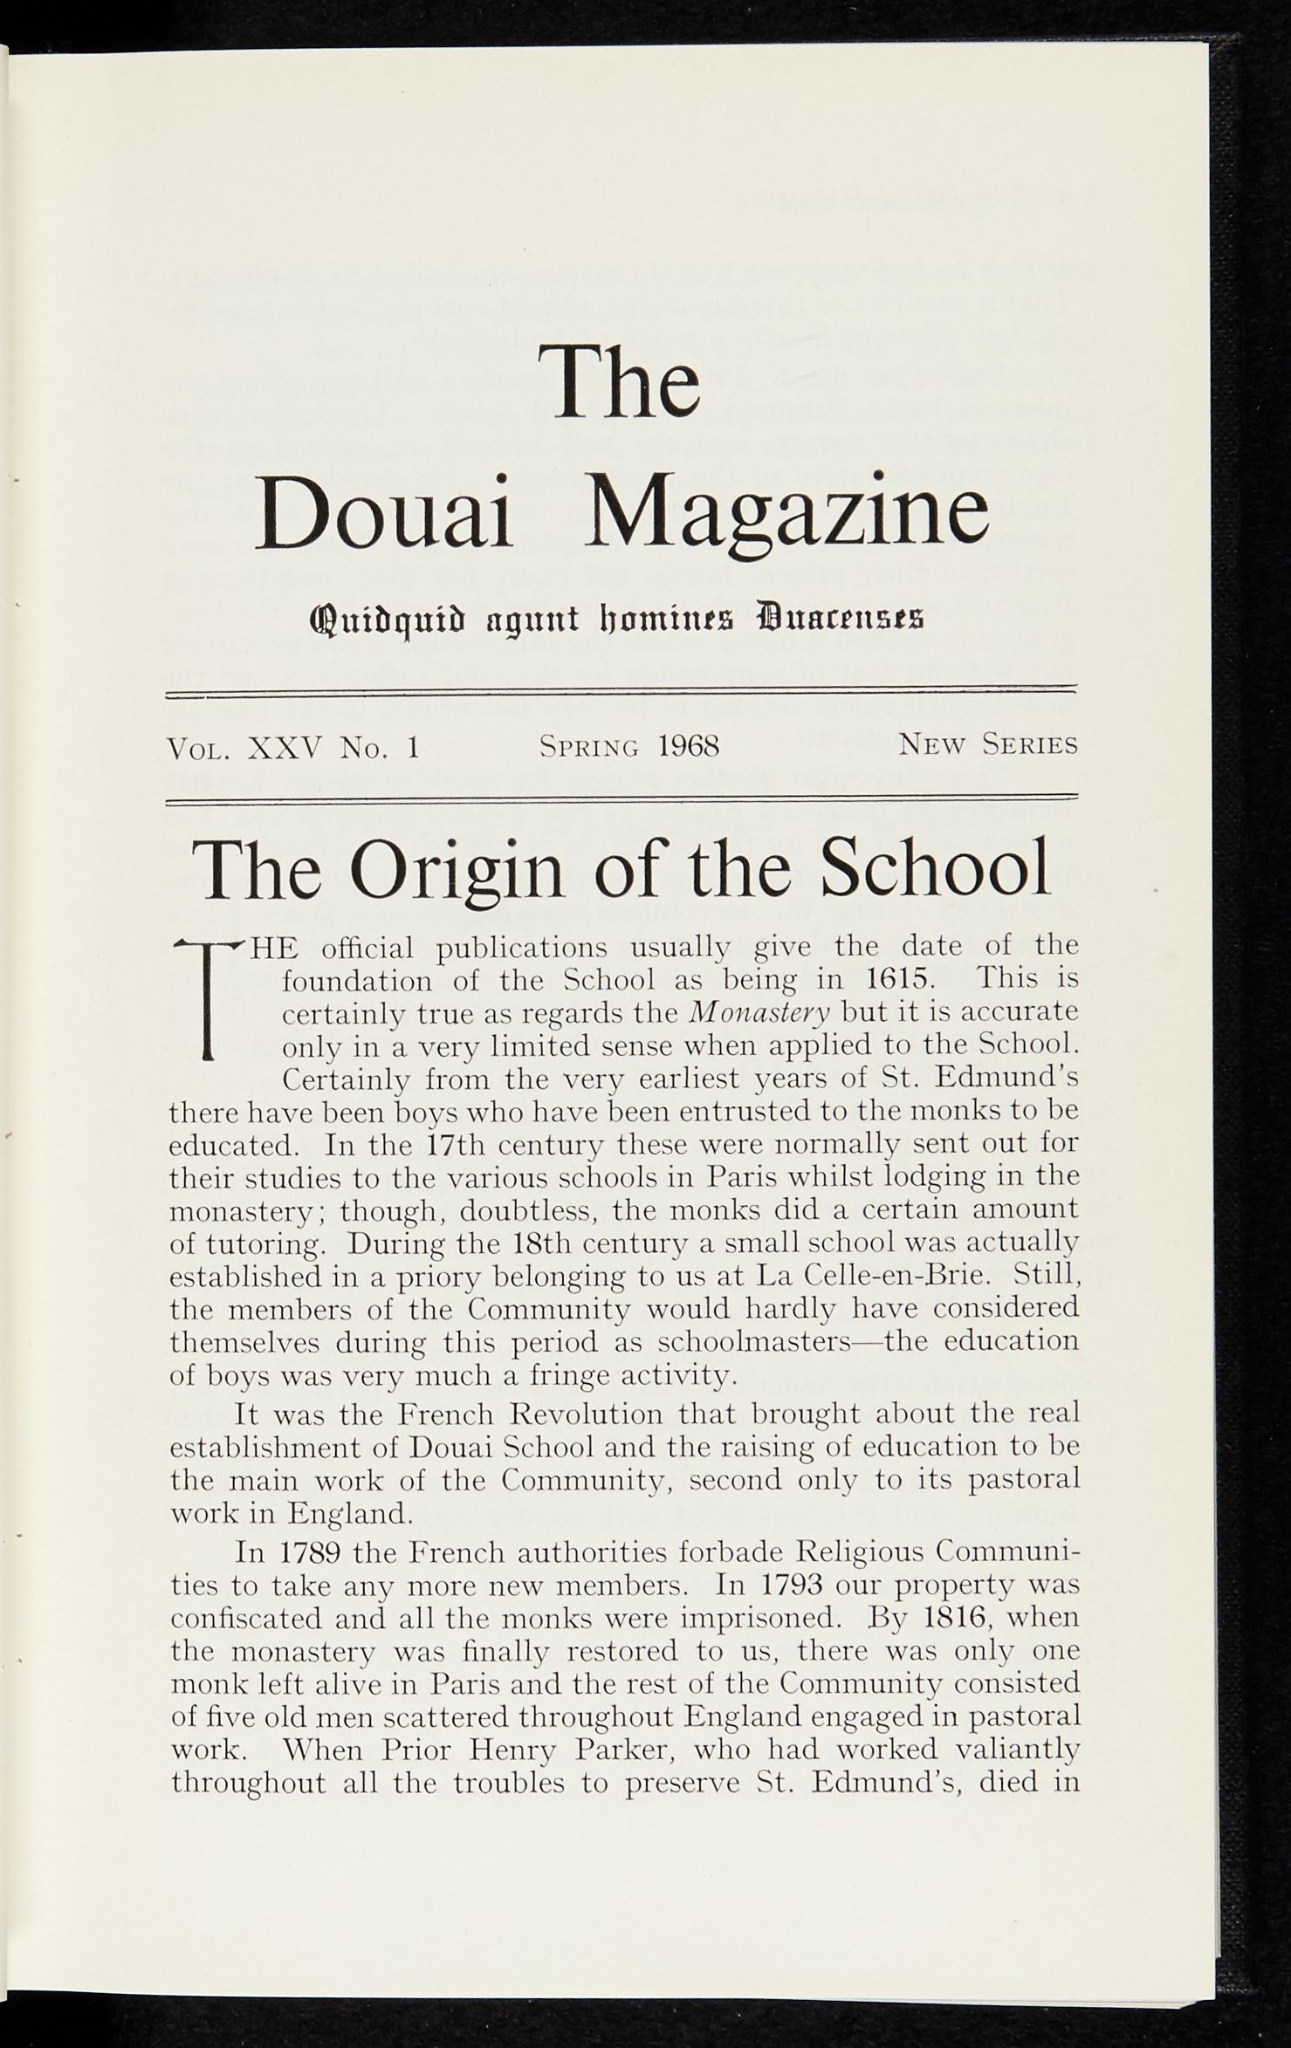 The
Douai Magazine
Quidquid agunt homines Duacenses
VOL. XXV No. 1 SPRING 1968 NEW SERIES
The Origin of the School
THE official publications usually give the date of the
foundation of the School as being in 1615. This is
certainly true as regards the Monastery but it is accurate
only in a very limited sense when applied to the School.
Certainly from the very earliest years of St. Edmund's
there have been boys who have been entrusted to the monks to be
educated. In the 17th century these were normally sent out for
their studies to the various schools in Paris whilst lodging in the
monastery; though, doubtless, the monks did a certain amount
of tutoring. During the 18th century a small school was actually
established in a priory belonging to us at La Celle-en-Brie. Still,
the members of the Community would hardly have considered
themselves during this period as schoolmasters—the education
of boys was very much a fringe activity.
It was the French Revolution that brought about the real
establishment of Douai School and the raising of education to be
the main work of the Community, second only to its pastoral
work in England.
In 1789 the French authorities forbade Religious Communi-
ties to take any more new members. In 1793 our property was
confiscated and all the monks were imprisoned. By 1816, when
the monastery was finally restored to us, there was only one
monk left alive in Paris and the rest of the Community consisted
of five old men scattered throughout England engaged in pastoral
work. When Prior Henry Parker, who had worked valiantly
throughout all the troubles to preserve St. Edmund's, died in